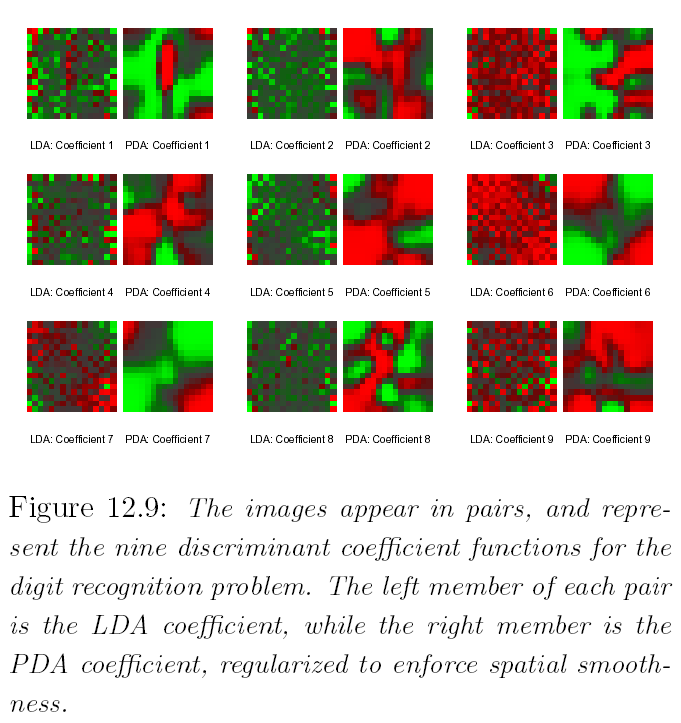 LDA: Coefficient 1 PDA: Coefficient 1 LDA: Coefficient 2 PDA: Coefficient 2 LDA: Coefficient 3 PDA: Coefficient 3
LDA: Coefficient 4 PDA: Coefficient 4 LDA: Coefficient 5 PDA: Coefficient 5 LDA: Coefficient 6 PDA: Coefficient 6
LDA: Coefficient 7 PDA: Coefficient 7 LDA: Coefficient 8 PDA: Coefficient 8 LDA: Coefficient 9 PDA: Coefficient 9
Figure 12.9: The images appear in pairs, and repre-
sent the nine discriminant coefficient functions for the
digit recognition problem. The left member of each pair
is the LDA coefficient, while the right member is the
PDA coefficient, regularized to enforce spatial smooth-
ness.